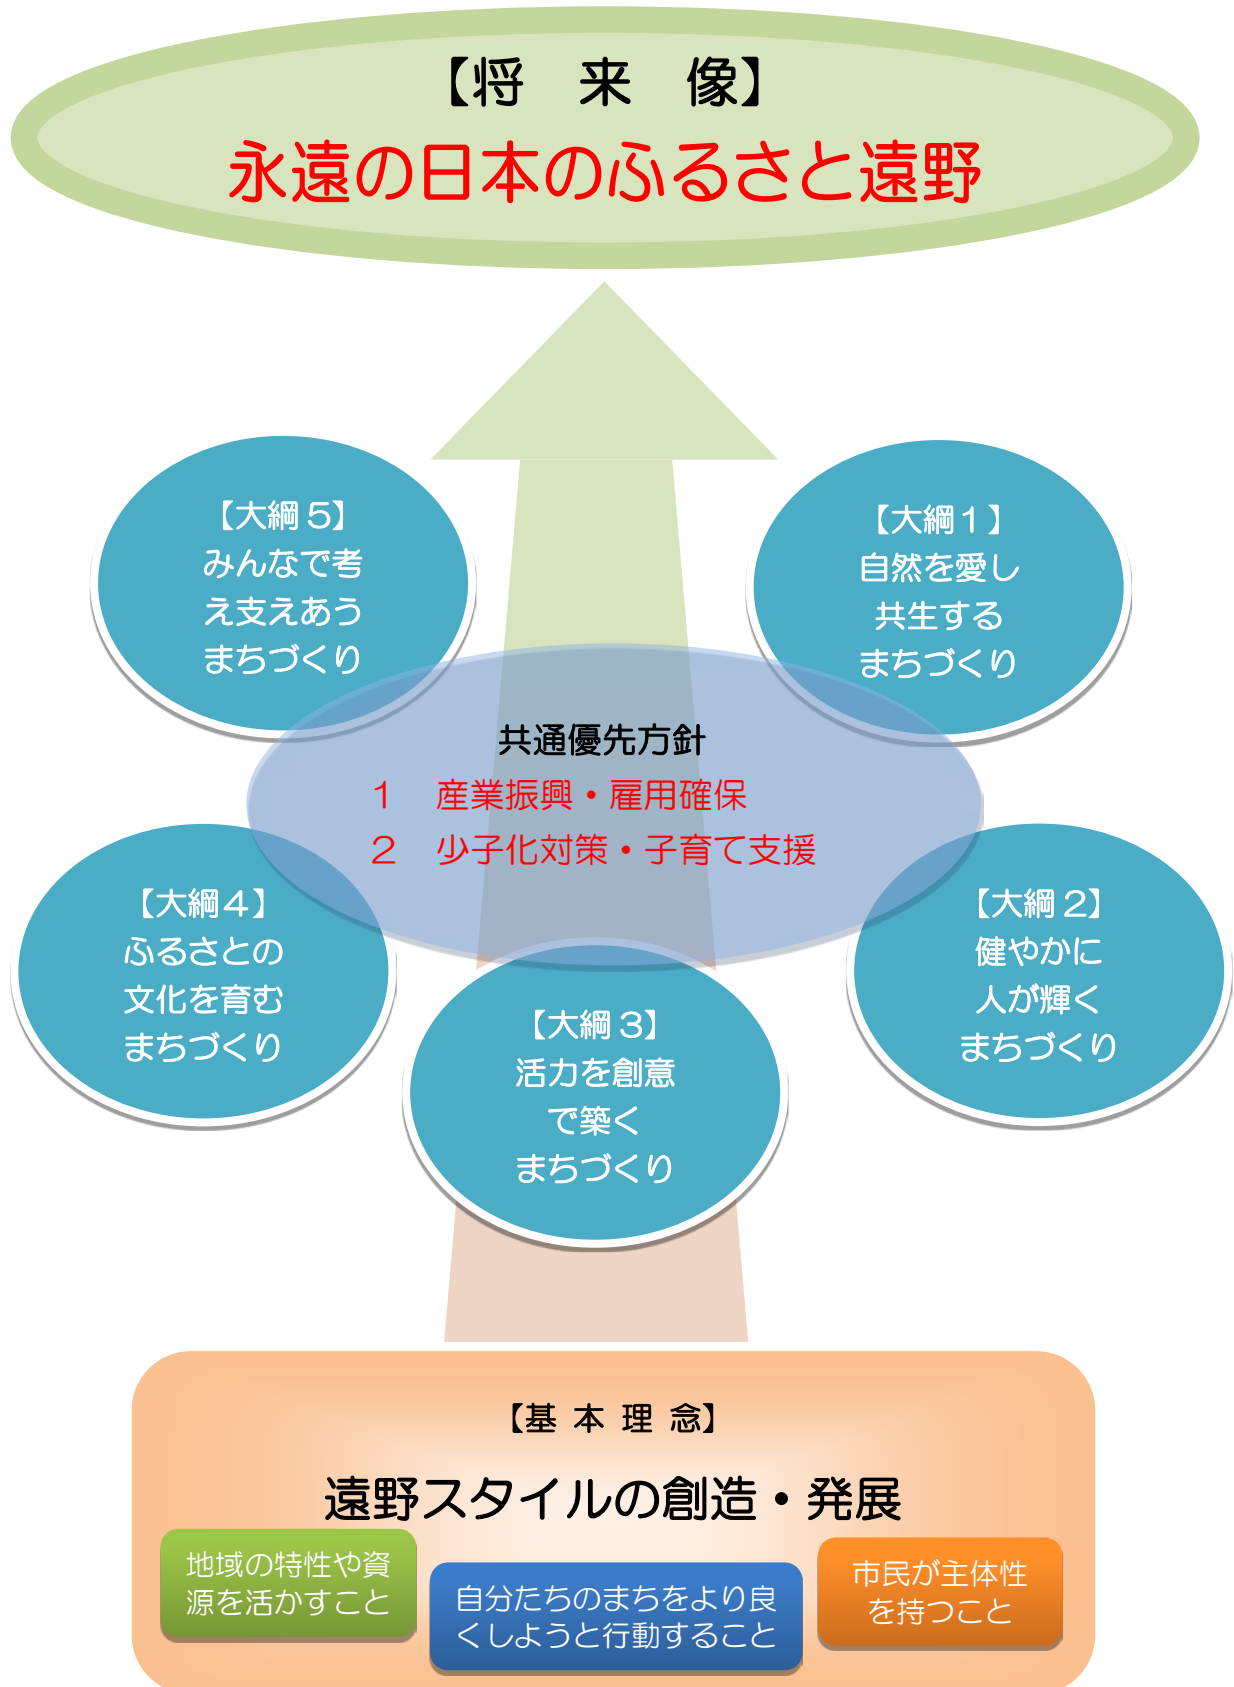 【将　来　像】
永遠の日本のふるさと遠野
【大綱５】
みんなで考
え支えあう
まちづくり
【大綱１】
自然を愛し
共生する
まちづくり
共通優先方針
１　産業振興・雇用確保
２　少子化対策・子育て支援
【大綱４】
ふるさとの
文化を育む
まちづくり
【大綱２】
健やかに
人が輝く
まちづくり
【大綱３】
活力を創意
で築く
まちづくり
【基 本 理 念】
遠野スタイルの創造・発展
地域の特性や資
源を活かすこと
自分たちのまちをより良
くしようと行動すること
市民が主体性
を持つこと